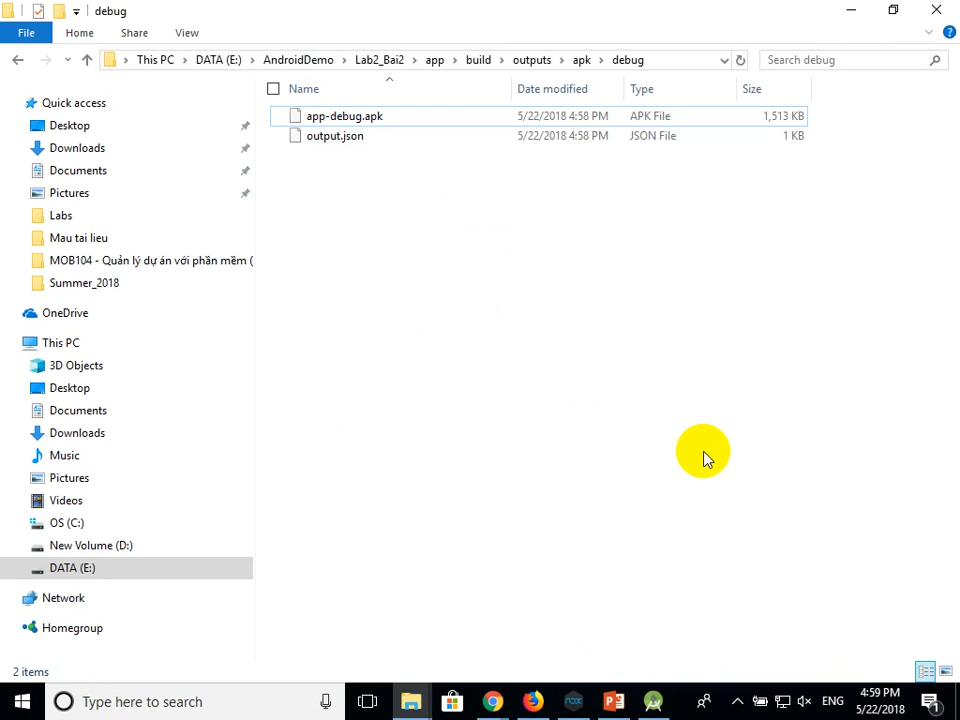 debug
File Home Share View
This PC DATA (E:) AndroidDemo Lab2_Bai2 app build outputs apk debug Search debug
Name Date modified Type Size
app-debug.apk 5/22/2018 4:58 PM APK File 1,513 KB
output.json 5/22/2018 4:58 PM JSON File 1 KB
Quick access
Desktop
Downloads
Documents
Pictures
Labs
Mau tai lieu
MOB104 - Quản lý dự án với phần mềm (
Summer_2018
OneDrive
This PC
3D Objects
Desktop
Documents
Downloads
Music
Pictures
Videos
OS (C:)
New Volume (D:)
DATA (E:)
Network
Homegroup
2 items
Type here to search
nox
ENG
4:59 PM
5/22/2018
1